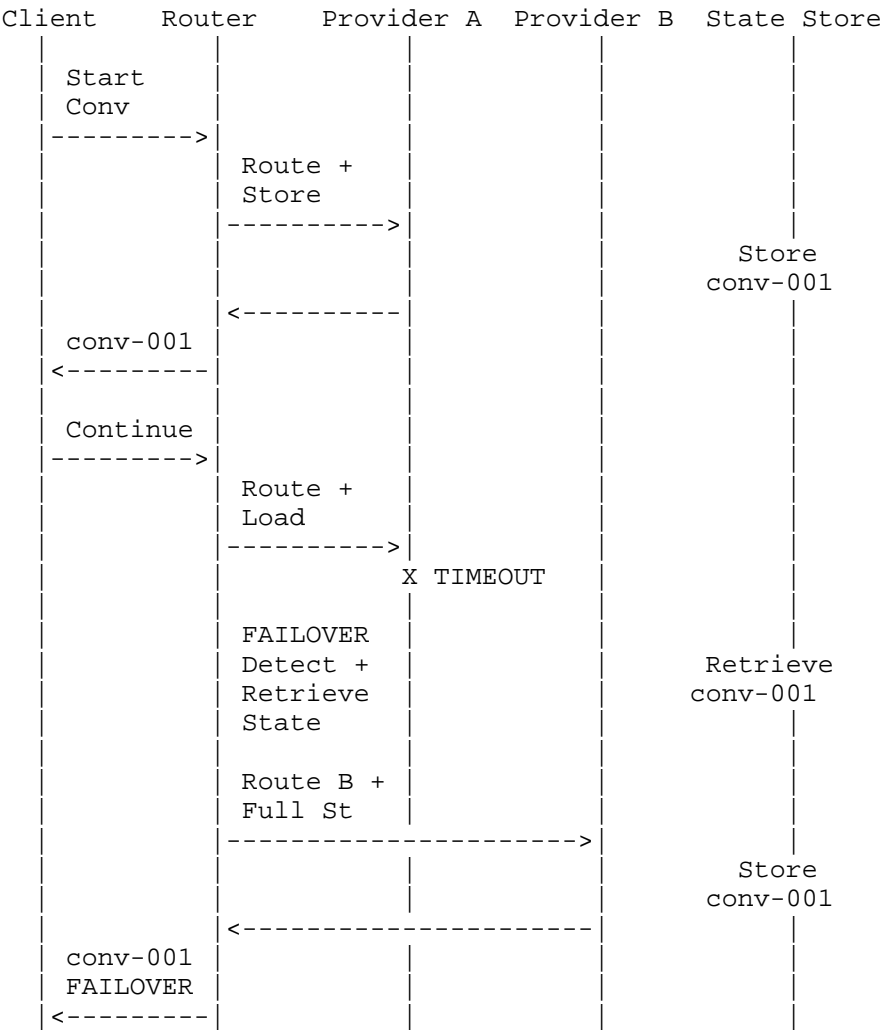 Client Router Provider A Provider B State Store
Start
Conv
Route +
Store
Store
conv-001
conv-001
Continue
Route +
Load
X TIMEOUT
FAILOVER
Detect + Retrieve
Retrieve conv-001
State
Route B +
Full St
Store
conv-001
conv-001
FAILOVER